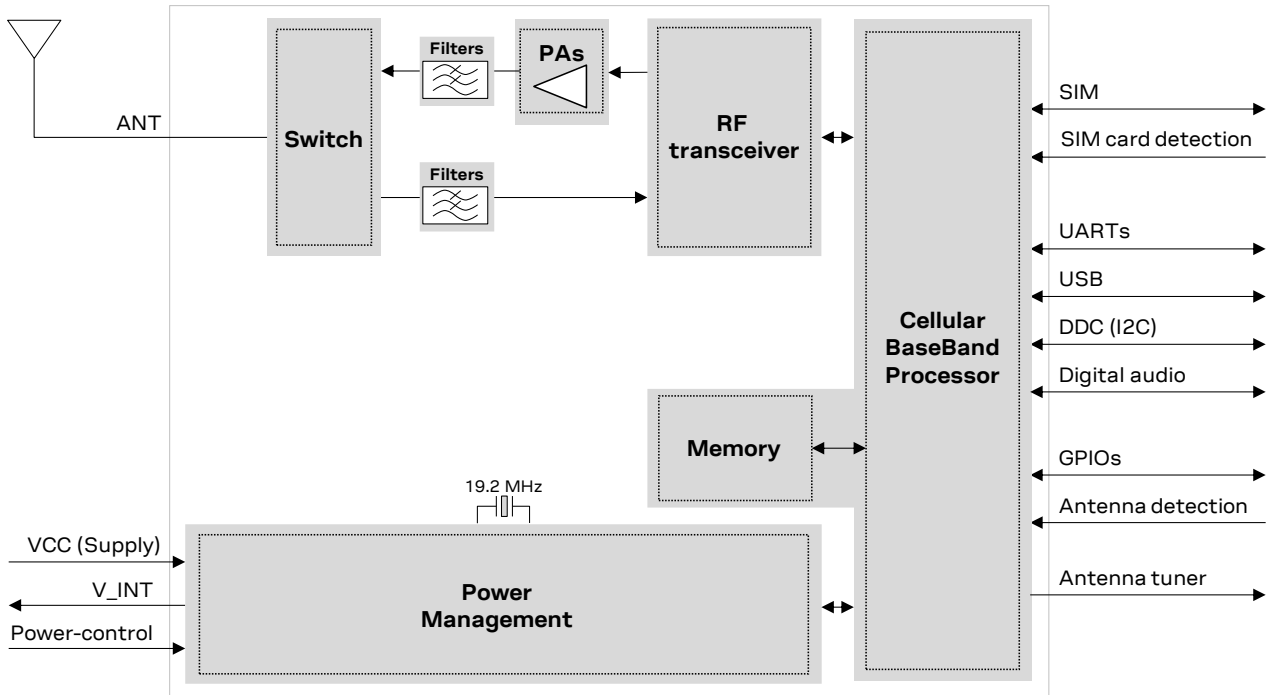 Filters
PAs
ANT
Switch
RF
transceiver
Filters
SIM
SIM card detection
UARTs
USB
DDC (I2C)
Digital audio
Cellular
BaseBand
Processor
Memory
GPIOs
Antenna detection
Antenna tuner
19.2 MHz
VCC (Supply)
V_INT
Power-control
Power
Management